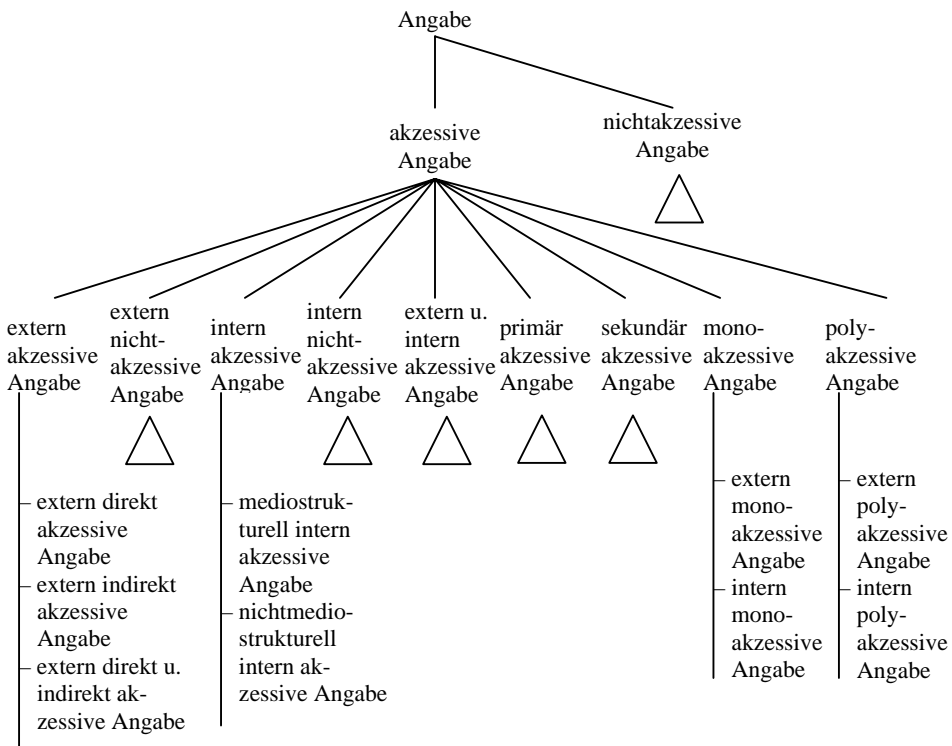 Angabe
akzessive
Angabe
nichtakzessive
Angabe
extern
akzessive
Angabe
extern
nicht-
akzessive
Angabe
intern
akzessive
Angabe
intern
nicht-
akzessive
Angabe
extern u.
intern
akzessive
Angabe
primär
akzessive
Angabe
sekundär
akzessive
Angabe
mono-
akzessive
Angabe
poly-
akzessive
Angabe
extern direkt
akzessive
Angabe
extern indirekt
akzessive
Angabe
extern direkt u.
indirekt ak-
zessive Angabe
mediostruk-
turell intern
akzessive
Angabe
nichtmedio-
strukturell
intern ak-
zessive Angabe
extern
mono-
akzessive
Angabe
intern
mono-
akzessive
Angabe
extern
poly-
akzessive
Angabe
intern
poly-
akzessive
Angabe